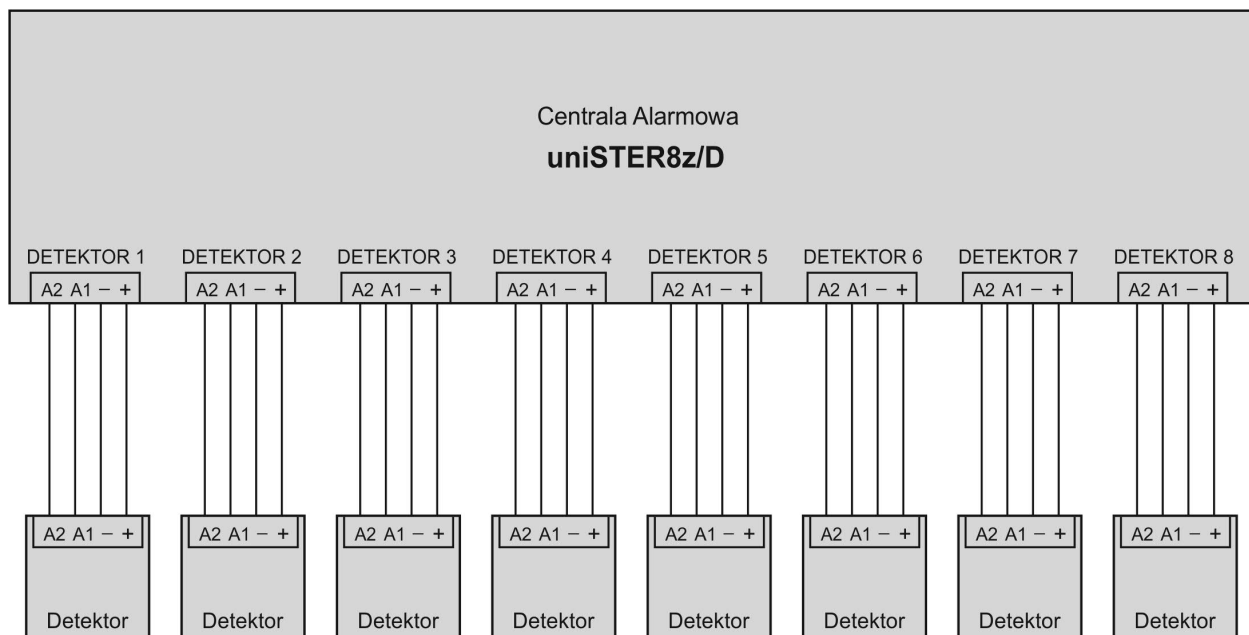 Centrala Alarmowa
uniSTER8z/D
DETEKTOR 1 DETEKTOR 2 DETEKTOR 3 DETEKTOR 4 DETEKTOR 5 DETEKTOR 6 DETEKTOR 7 DETEKTOR 8
A2 A1 – + A2 A1 – + A2 A1 – + A2 A1 – + A2 A1 – + A2 A1 – + A2 A1 – + A2 A1 – +
A2 A1 – + A2 A1 – + A2 A1 – + A2 A1 – + A2 A1 – + A2 A1 – + A2 A1 – + A2 A1 – +
Detektor Detektor Detektor Detektor Detektor Detektor Detektor Detektor